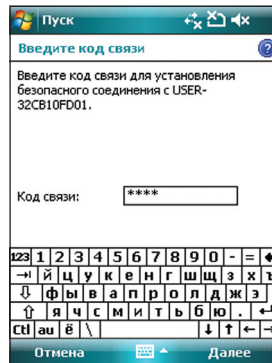 Пуск
Введите код связи
Введите код связи для установления
безопасного соединения с USER-
32CB10FD01.
Код связи: ****
123 1 2 3 4 5 6 7 8 9 0 - =
й ц у к е н г ш щ з х ъ
ф ы в а п р о л д ж э
я ч с м и т ь б ю .
Ctl au ё \
Отмена Далее